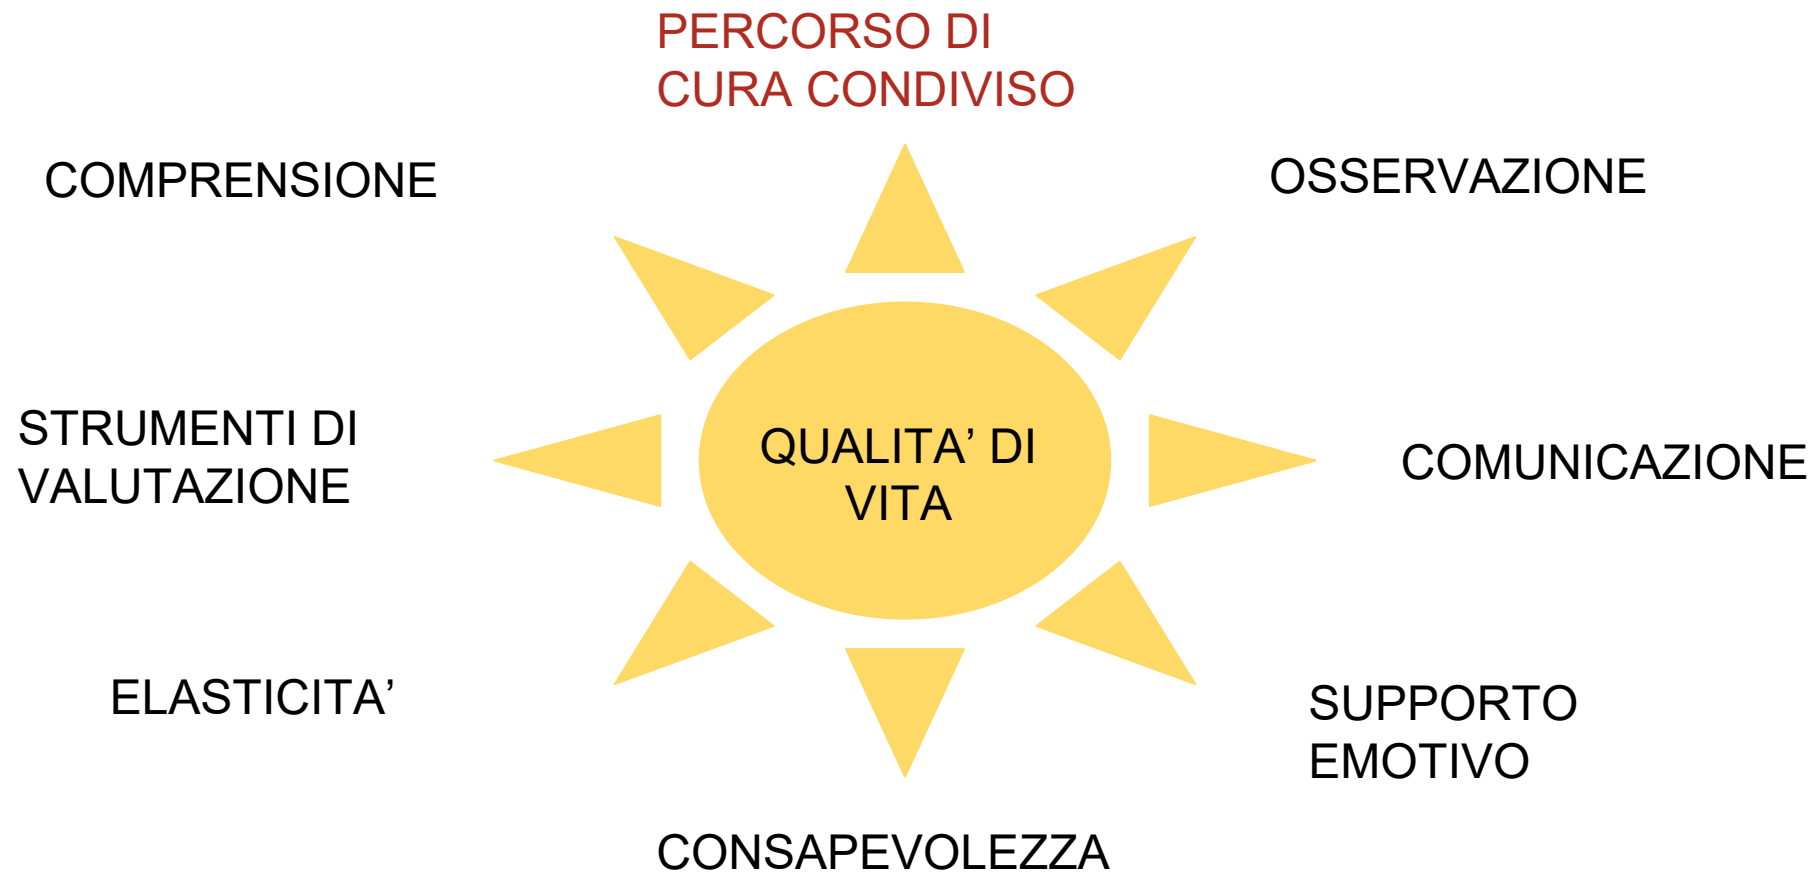 PERCORSO DI
CURA CONDIVISO
COMPRENSIONE
OSSERVAZIONE
STRUMENTI DI
VALUTAZIONE
QUALITA’ DI
VITA
COMUNICAZIONE
ELASTICITA’
SUPPORTO
EMOTIVO
CONSAPEVOLEZZA